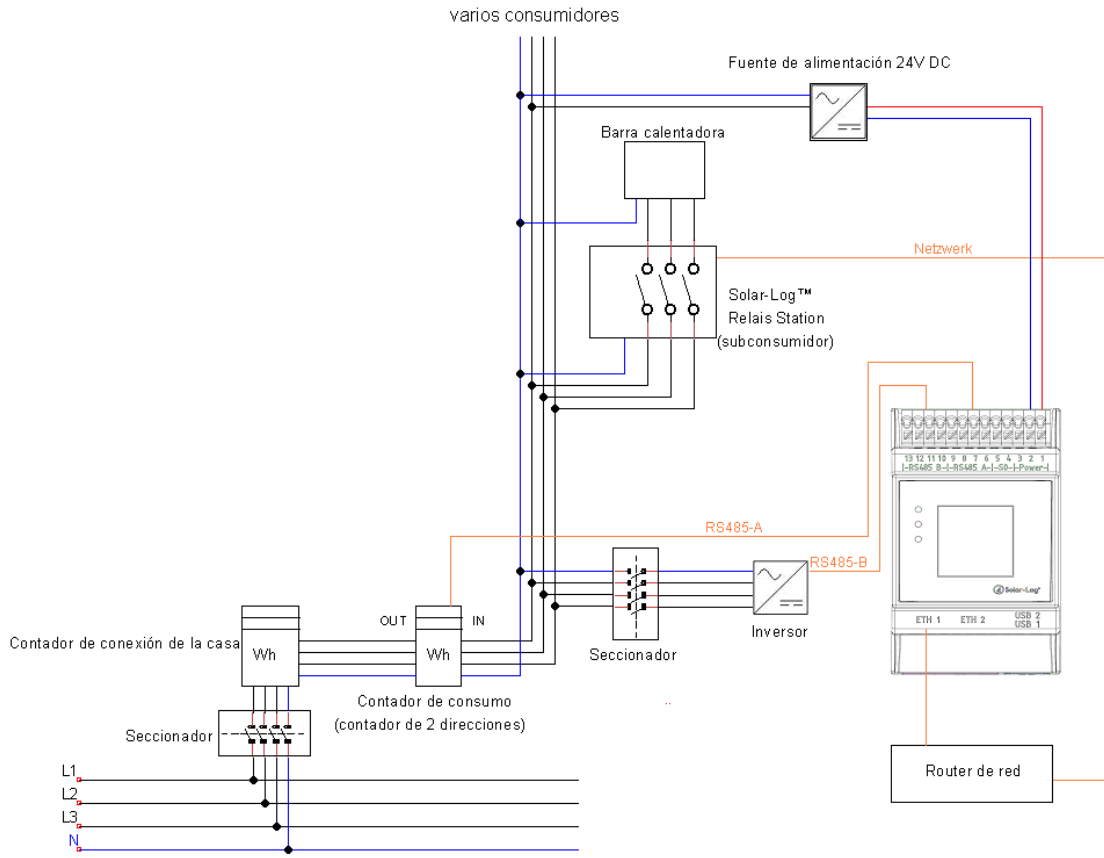 varios consumidores
Fuente de alimentación 24V DC
Barra calentadora
Netzwerk
Solar-Log™
Relais Station
(subconsumidor)
13 12 11 10 9 8 7 6 5 4 3 2 1
|-RS485 B-|-RS485 A-|-S0-|-Power-|
RS485-A
RS485-B
Solar-Log®
OUT
IN
ETH 1
ETH 2
USB 2
USB 1
Inversor
Contador de conexión de la casa
Wh
Wh
Seccionador
Contador de consumo
(contador de 2 direcciones)
..
Seccionador
L1
Router de red
L2
L3
N